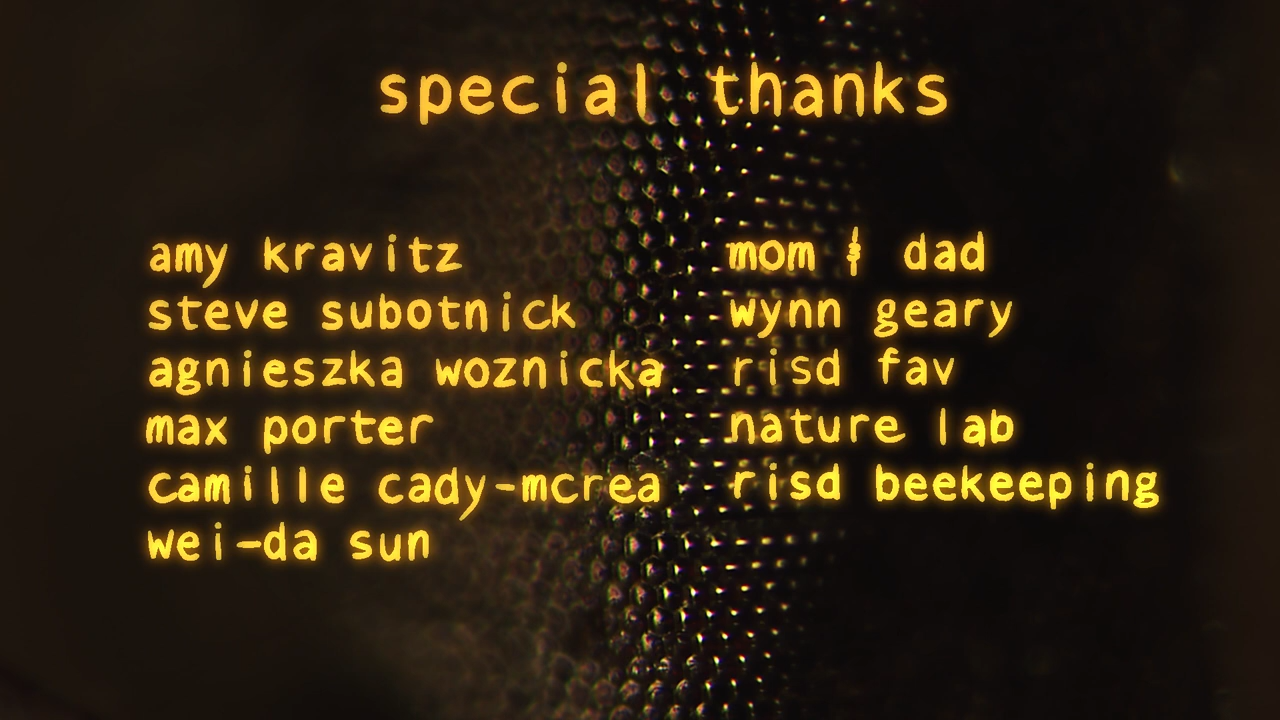 special thanks
amy kravitz
steve subotnick
agnieszka woznicka
max porter
camille cady-mcrea
wei-da sun
mom & dad
wynn geary
risd fav
nature lab
risd beekeeping